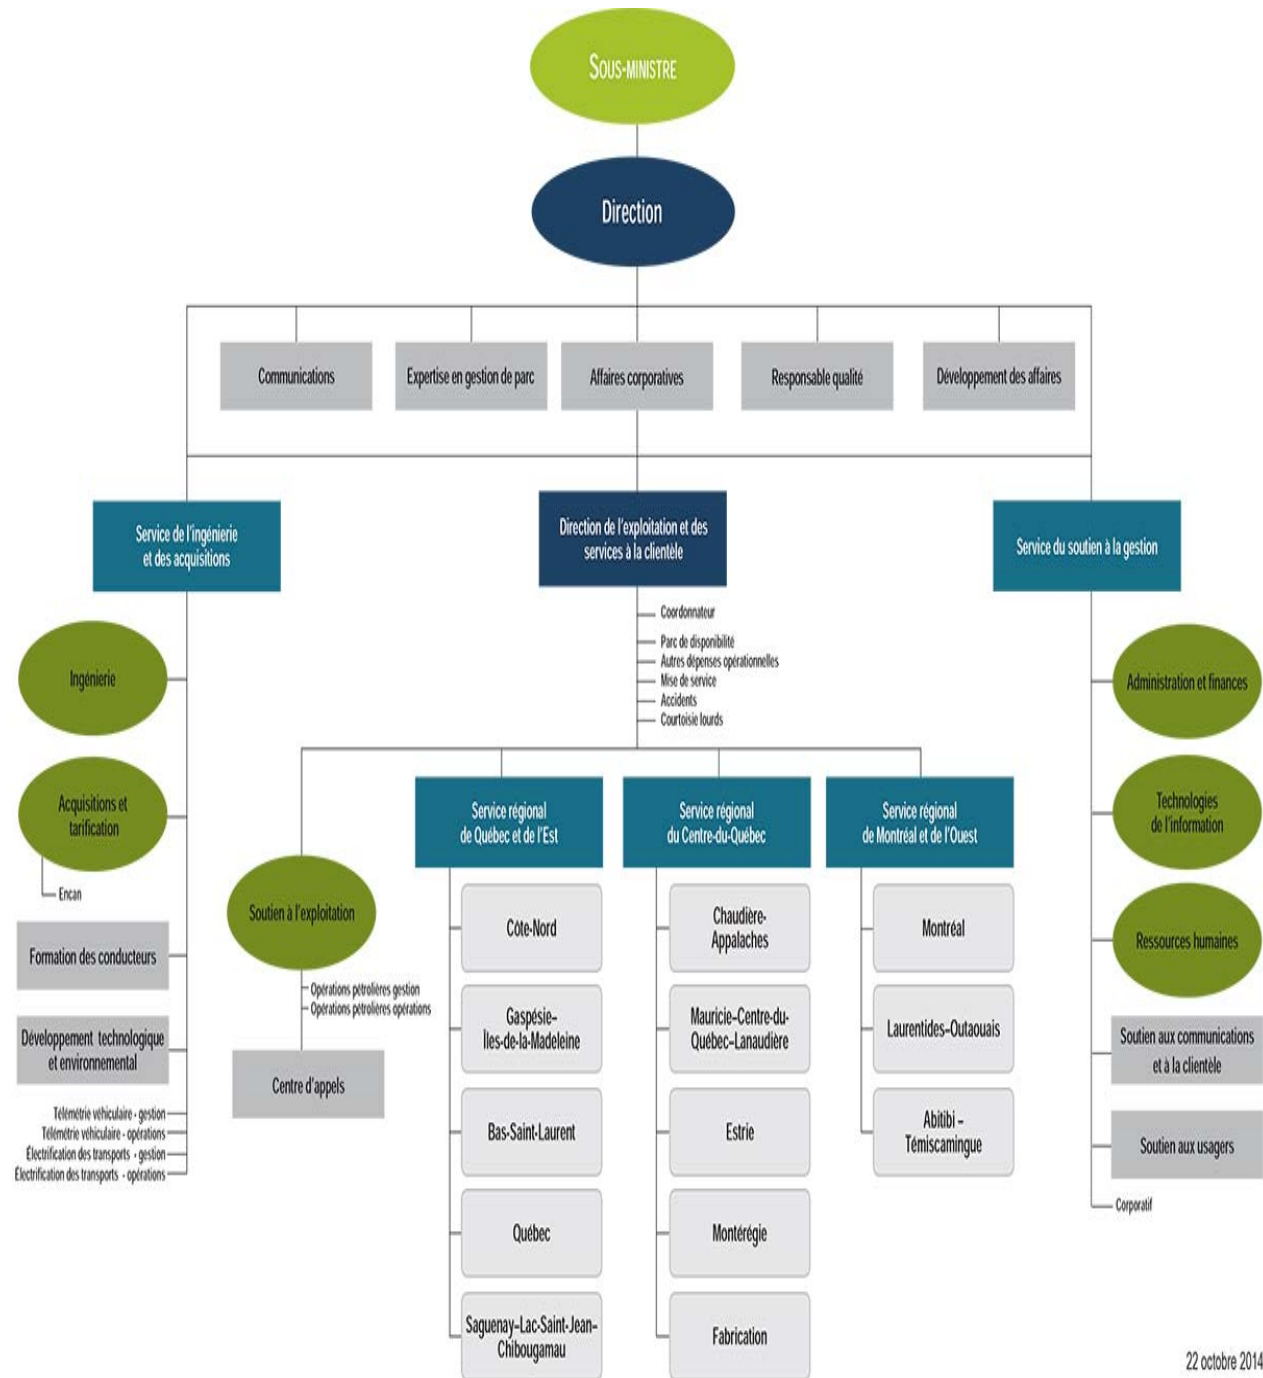 SOUS-MINISTRE
Direction
Communications
Expertise en gestion de parc
Affaires corporatives
Responsable qualité
Développement des affaires
Service de l'ingénierie
et des acquisitions
Direction de l'exploitation et des
services à la clientèle
Service du soutien à la gestion
Coordonnateur
Parc de disponibilité
Autres dépenses opérationnelles
Mise de service
Accidents
Courtoisie lourds
Ingénierie
Acquisitions et
tarification
Encan
Formation des conducteurs
Développement technologique
et environnemental
Télémétrie véhiculaire - gestion
Télémétrie véhiculaire - opérations
Électrification des transports - gestion
Électrification des transports - opérations
Soutien à l'exploitation
Opérations pétrolières gestion
Opérations pétrolières opérations
Centre d'appels
Service régional
de Québec et de l'Est
Côte-Nord
Gaspésie–
Îles-de-la-Madeleine
Bas-Saint-Laurent
Québec
Saguenay–Lac-Saint-Jean–
Chibougamau
Service régional
du Centre-du-Québec
Chaudière-
Appalaches
Mauricie–Centre-du-
Québec–Lanaudière
Estrie
Montérégie
Fabrication
Service régional
de Montréal et de l'Ouest
Montréal
Laurentides–Outaouais
Abitibi –
Témiscamingue
Administration et finances
Technologies
de l'information
Ressources humaines
Soutien aux communications
et à la clientèle
Soutien aux usagers
Corporatif
22 octobre 2014